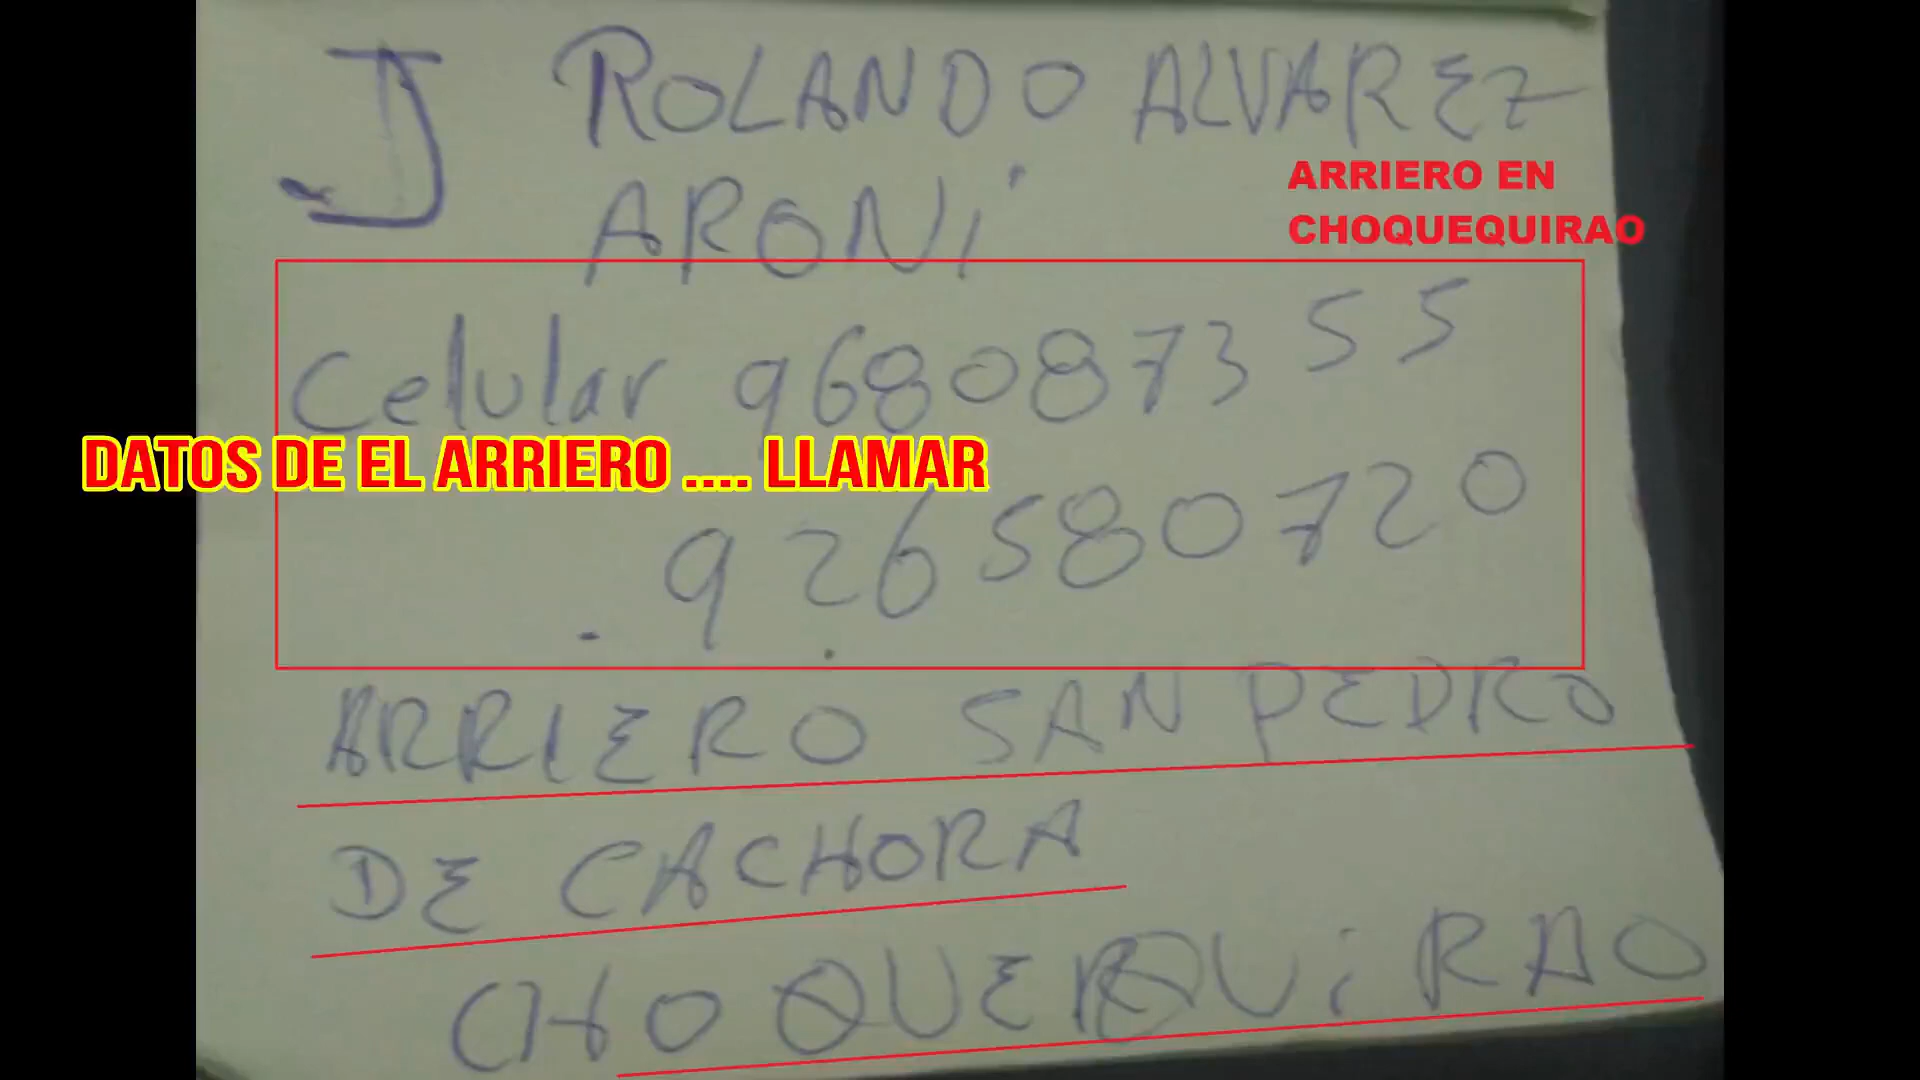 J ROLANDO ALVAREZ
ARONi
ARRIERO EN
CHOQUEQUIRAO
Celular 968087355
DATOS DE EL ARRIERO .... LLAMAR
. 926580720
ARRIERO SAN PEDRO
DE CACHORA
CHOQUEQUiRAO